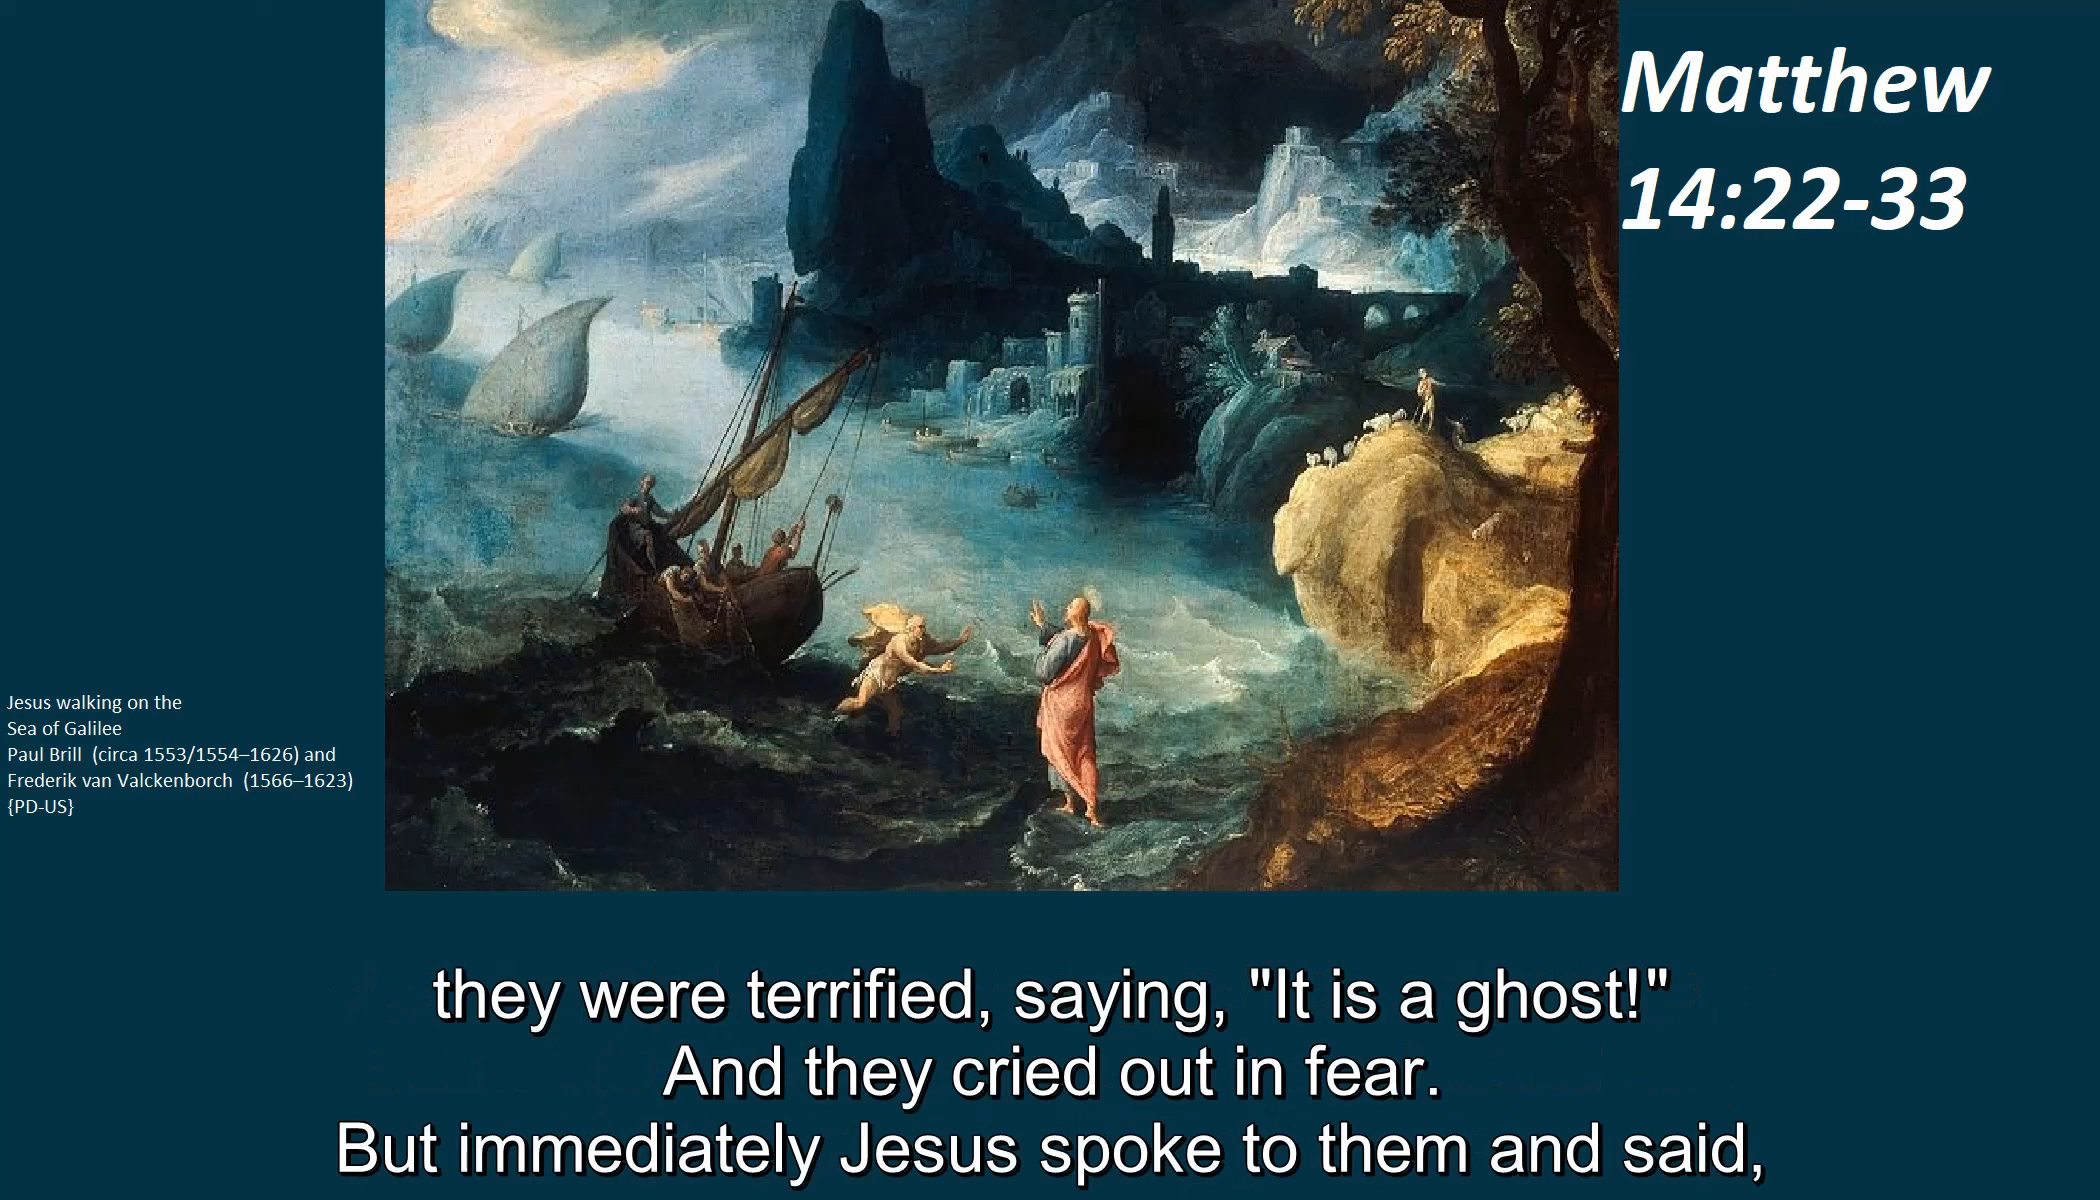 Matthew
14:22-33
Jesus walking on the
Sea of Galilee
Paul Brill  (circa 1553/1554–1626) and
Frederik van Valckenborch  (1566–1623)
{PD-US}
they were terrified, saying, "It is a ghost!"
And they cried out in fear.
But immediately Jesus spoke to them and said,